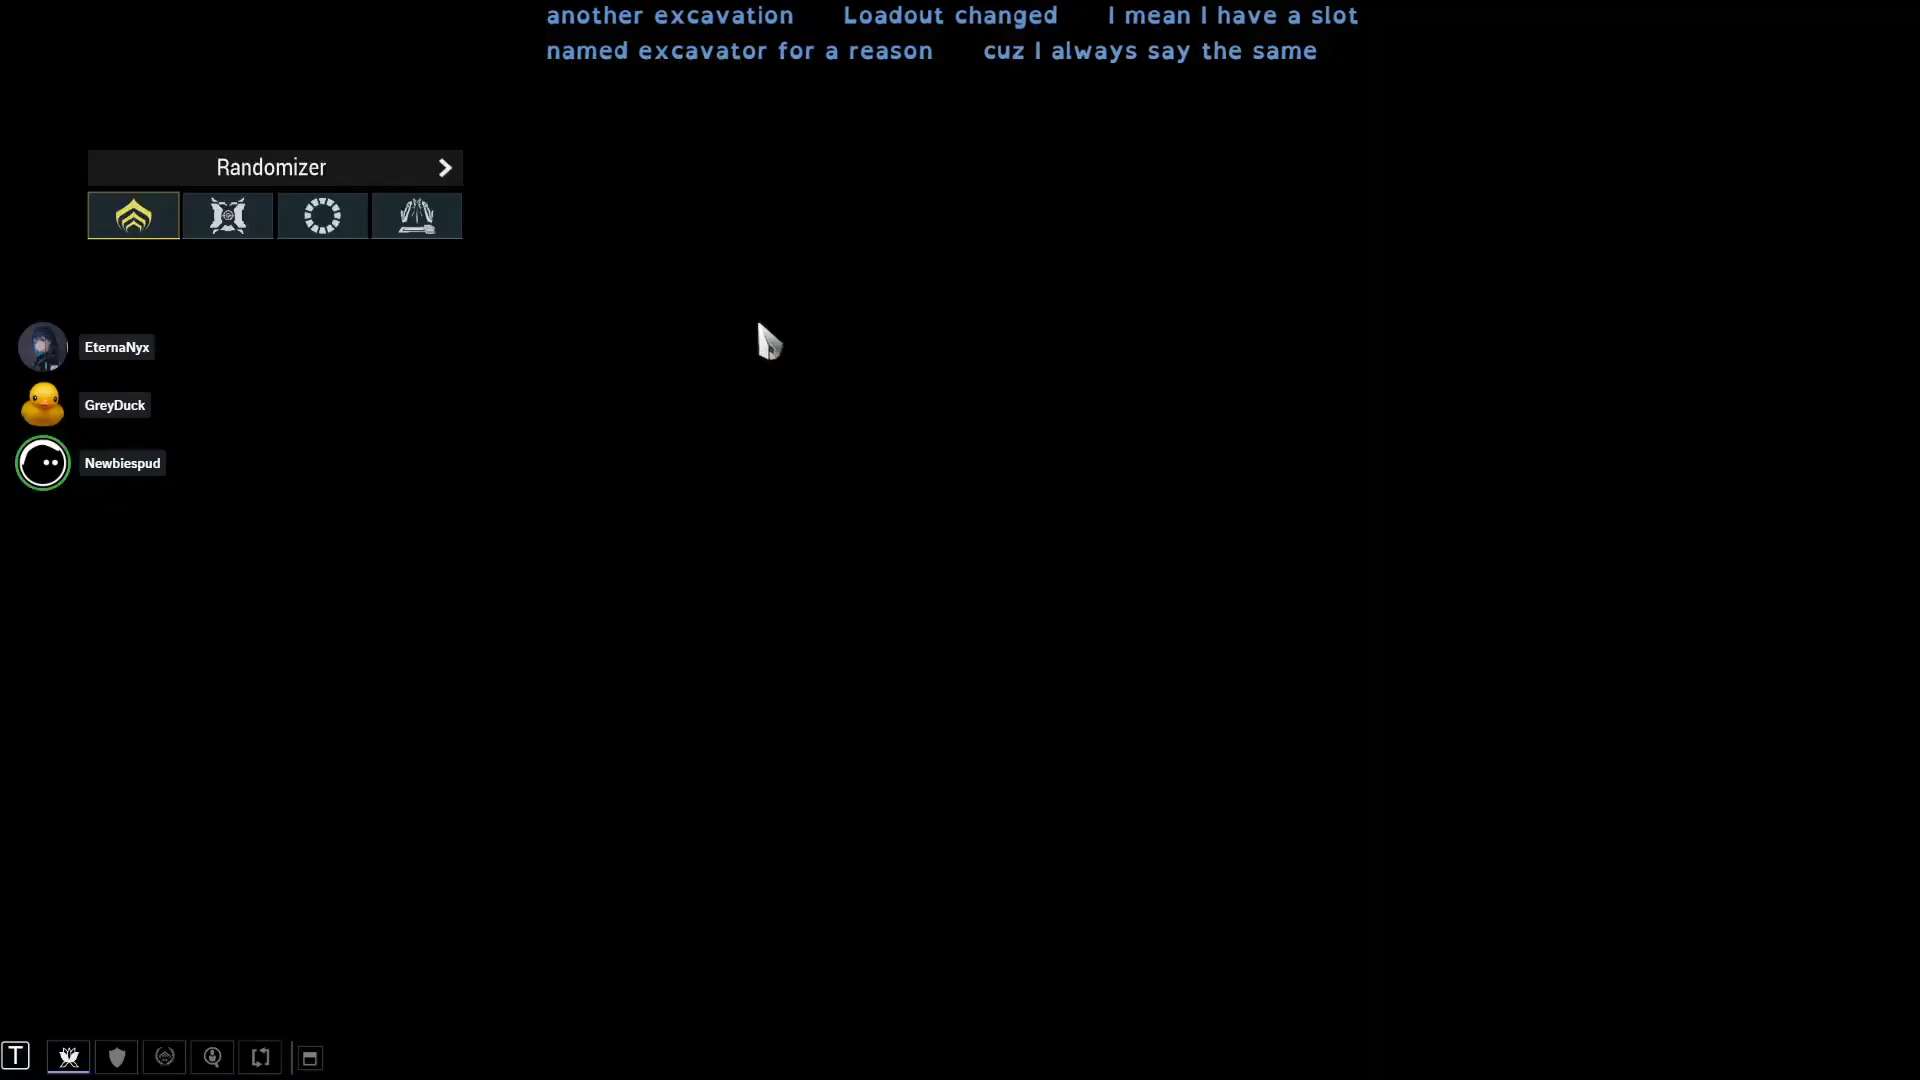 another excavation Loadout changed I mean I have a slot
named excavator for a reason cuz I always say the same
Randomizer
EternaNyx
GreyDuck
Newbiespud
T